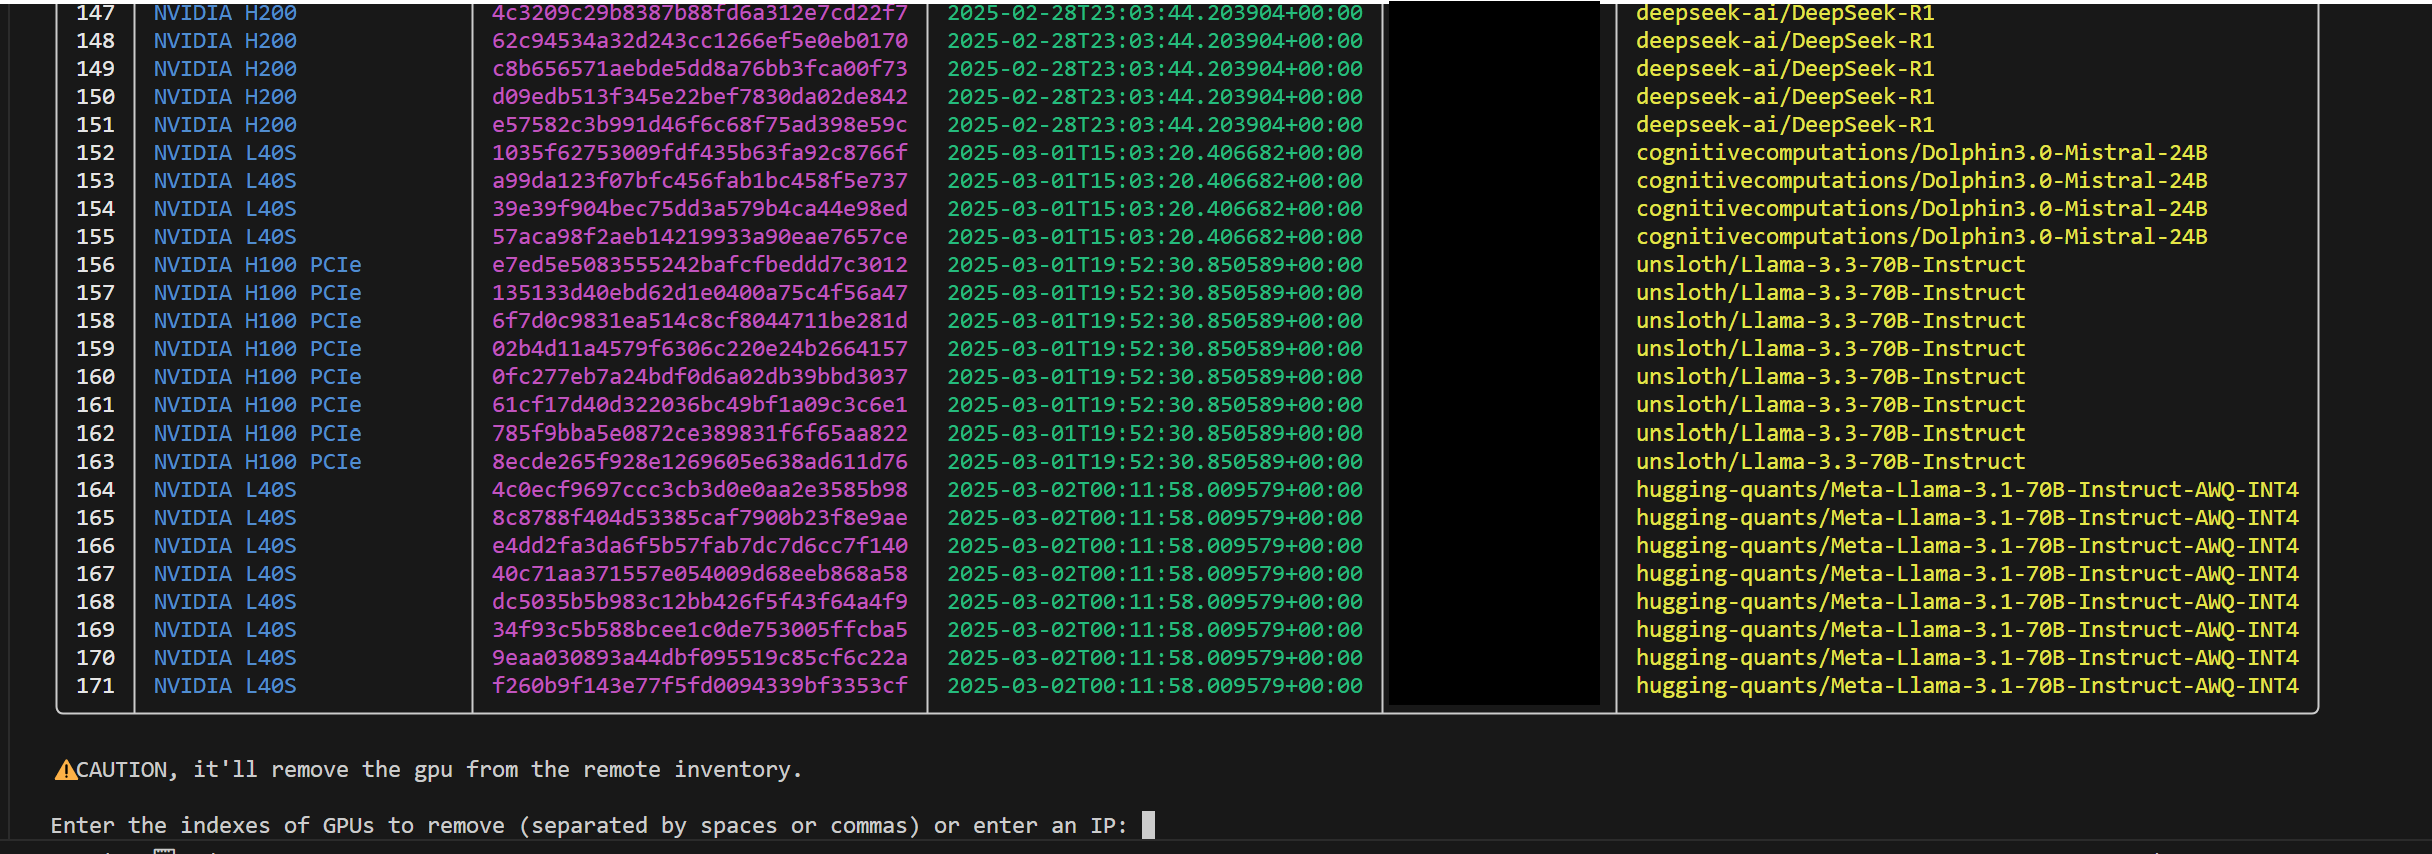 147 NVIDIA H200 4c3209c29b8387b88fd6a312e7cd22f7 2025-02-28T23:03:44.203904+00:00 deepseek-ai/DeepSeek-R1
148 NVIDIA H200 62c94534a32d243cc1266ef5e0eb0170 2025-02-28T23:03:44.203904+00:00 deepseek-ai/DeepSeek-R1
149 NVIDIA H200 c8b656571aebde5dd8a76bb3fca00f73 2025-02-28T23:03:44.203904+00:00 deepseek-ai/DeepSeek-R1
150 NVIDIA H200 d09edb513f345e22bef7830da02de842 2025-02-28T23:03:44.203904+00:00 deepseek-ai/DeepSeek-R1
151 NVIDIA H200 e57582c3b991d46f6c68f75ad398e59c 2025-02-28T23:03:44.203904+00:00 deepseek-ai/DeepSeek-R1
152 NVIDIA L40S 1035f62753009fdf435b63fa92c8766f 2025-03-01T15:03:20.406682+00:00 cognitivecomputations/Dolphin3.0-Mistral-24B
153 NVIDIA L40S a99da123f07bfc456fab1bc458f5e737 2025-03-01T15:03:20.406682+00:00 cognitivecomputations/Dolphin3.0-Mistral-24B
154 NVIDIA L40S 39e39f904bec75dd3a579b4ca44e98ed 2025-03-01T15:03:20.406682+00:00 cognitivecomputations/Dolphin3.0-Mistral-24B
155 NVIDIA L40S 57aca98f2aeb14219933a90eae7657ce 2025-03-01T15:03:20.406682+00:00 cognitivecomputations/Dolphin3.0-Mistral-24B
156 NVIDIA H100 PCIe e7ed5e5083555242bafcfbeddd7c3012 2025-03-01T19:52:30.850589+00:00 unsloth/Llama-3.3-70B-Instruct
157 NVIDIA H100 PCIe 135133d40ebd62d1e0400a75c4f56a47 2025-03-01T19:52:30.850589+00:00 unsloth/Llama-3.3-70B-Instruct
158 NVIDIA H100 PCIe 6f7d0c9831ea514c8cf8044711be281d 2025-03-01T19:52:30.850589+00:00 unsloth/Llama-3.3-70B-Instruct
159 NVIDIA H100 PCIe 02b4d11a4579f6306c220e24b2664157 2025-03-01T19:52:30.850589+00:00 unsloth/Llama-3.3-70B-Instruct
160 NVIDIA H100 PCIe 0fc277eb7a24bdf0d6a02db39bbd3037 2025-03-01T19:52:30.850589+00:00 unsloth/Llama-3.3-70B-Instruct
161 NVIDIA H100 PCIe 61cf17d40d322036bc49bf1a09c3c6e1 2025-03-01T19:52:30.850589+00:00 unsloth/Llama-3.3-70B-Instruct
162 NVIDIA H100 PCIe 785f9bba5e0872ce389831f6f65aa822 2025-03-01T19:52:30.850589+00:00 unsloth/Llama-3.3-70B-Instruct
163 NVIDIA H100 PCIe 8ecde265f928e1269605e638ad611d76 2025-03-01T19:52:30.850589+00:00 unsloth/Llama-3.3-70B-Instruct
164 NVIDIA L40S 4c0ecf9697ccc3cb3d0e0aa2e3585b98 2025-03-02T00:11:58.009579+00:00 hugging-quants/Meta-Llama-3.1-70B-Instruct-AWQ-INT4
165 NVIDIA L40S 8c8788f404d53385caf7900b23f8e9ae 2025-03-02T00:11:58.009579+00:00 hugging-quants/Meta-Llama-3.1-70B-Instruct-AWQ-INT4
166 NVIDIA L40S e4dd2fa3da6f5b57fab7dc7d6cc7f140 2025-03-02T00:11:58.009579+00:00 hugging-quants/Meta-Llama-3.1-70B-Instruct-AWQ-INT4
167 NVIDIA L40S 40c71aa371557e054009d68eeb868a58 2025-03-02T00:11:58.009579+00:00 hugging-quants/Meta-Llama-3.1-70B-Instruct-AWQ-INT4
168 NVIDIA L40S dc5035b5b983c12bb426f5f43f64a4f9 2025-03-02T00:11:58.009579+00:00 hugging-quants/Meta-Llama-3.1-70B-Instruct-AWQ-INT4
169 NVIDIA L40S 34f93c5b588bcee1c0de753005ffcba5 2025-03-02T00:11:58.009579+00:00 hugging-quants/Meta-Llama-3.1-70B-Instruct-AWQ-INT4
170 NVIDIA L40S 9eaa030893a44dbf095519c85cf6c22a 2025-03-02T00:11:58.009579+00:00 hugging-quants/Meta-Llama-3.1-70B-Instruct-AWQ-INT4
171 NVIDIA L40S f260b9f143e77f5fd0094339bf3353cf 2025-03-02T00:11:58.009579+00:00 hugging-quants/Meta-Llama-3.1-70B-Instruct-AWQ-INT4
⚠CAUTION, it'll remove the gpu from the remote inventory.
Enter the indexes of GPUs to remove (separated by spaces or commas) or enter an IP: